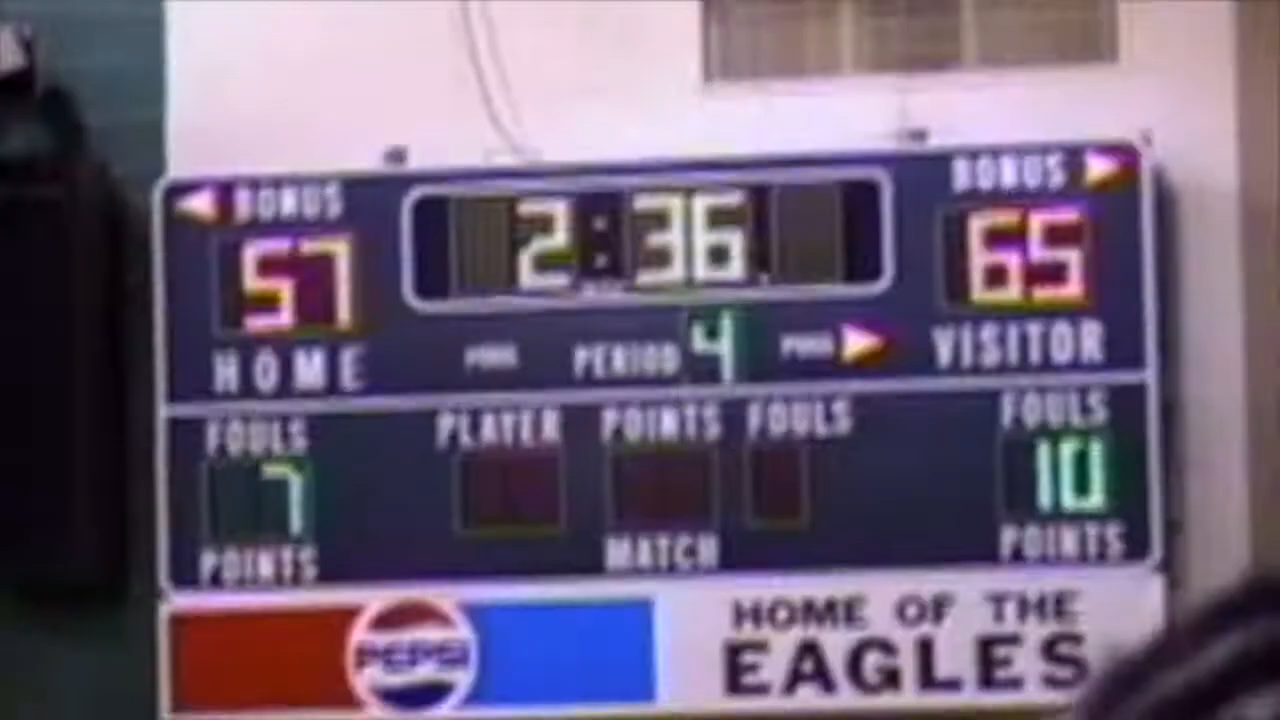 BONUS 2:36 BONUS
57 65
HOME POSS PERIOD 4 POSS VISITOR
FOULS PLAYER POINTS FOULS FOULS
7 10
POINTS MATCH POINTS
PEPSI HOME OF THE
EAGLES